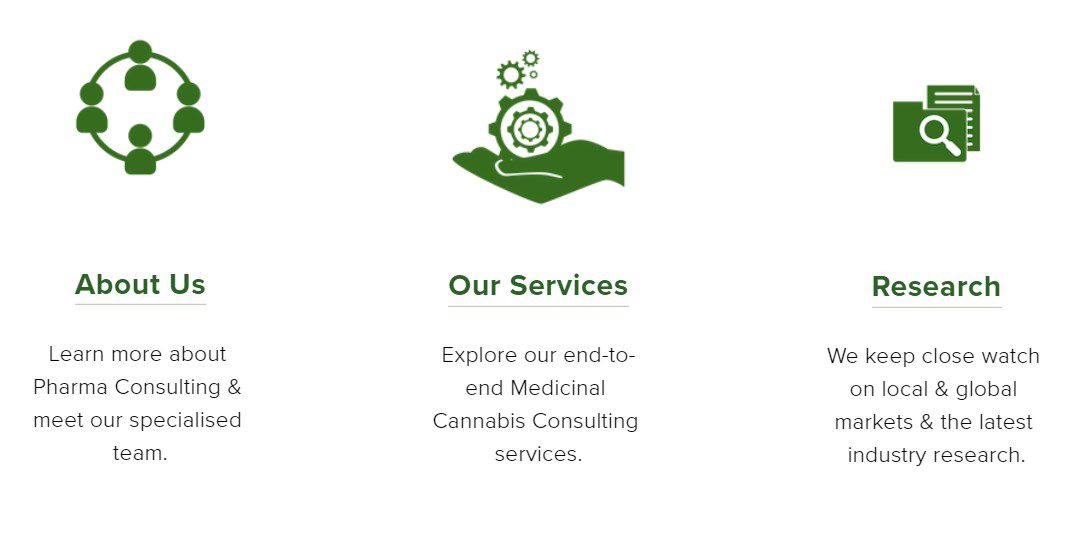 About Us
Learn more about
Pharma Consulting &
meet our specialised
team.
Our Services
Explore our end-to-
end Medicinal
Cannabis Consulting
services.
Research
We keep close watch
on local & global
markets & the latest
industry research.